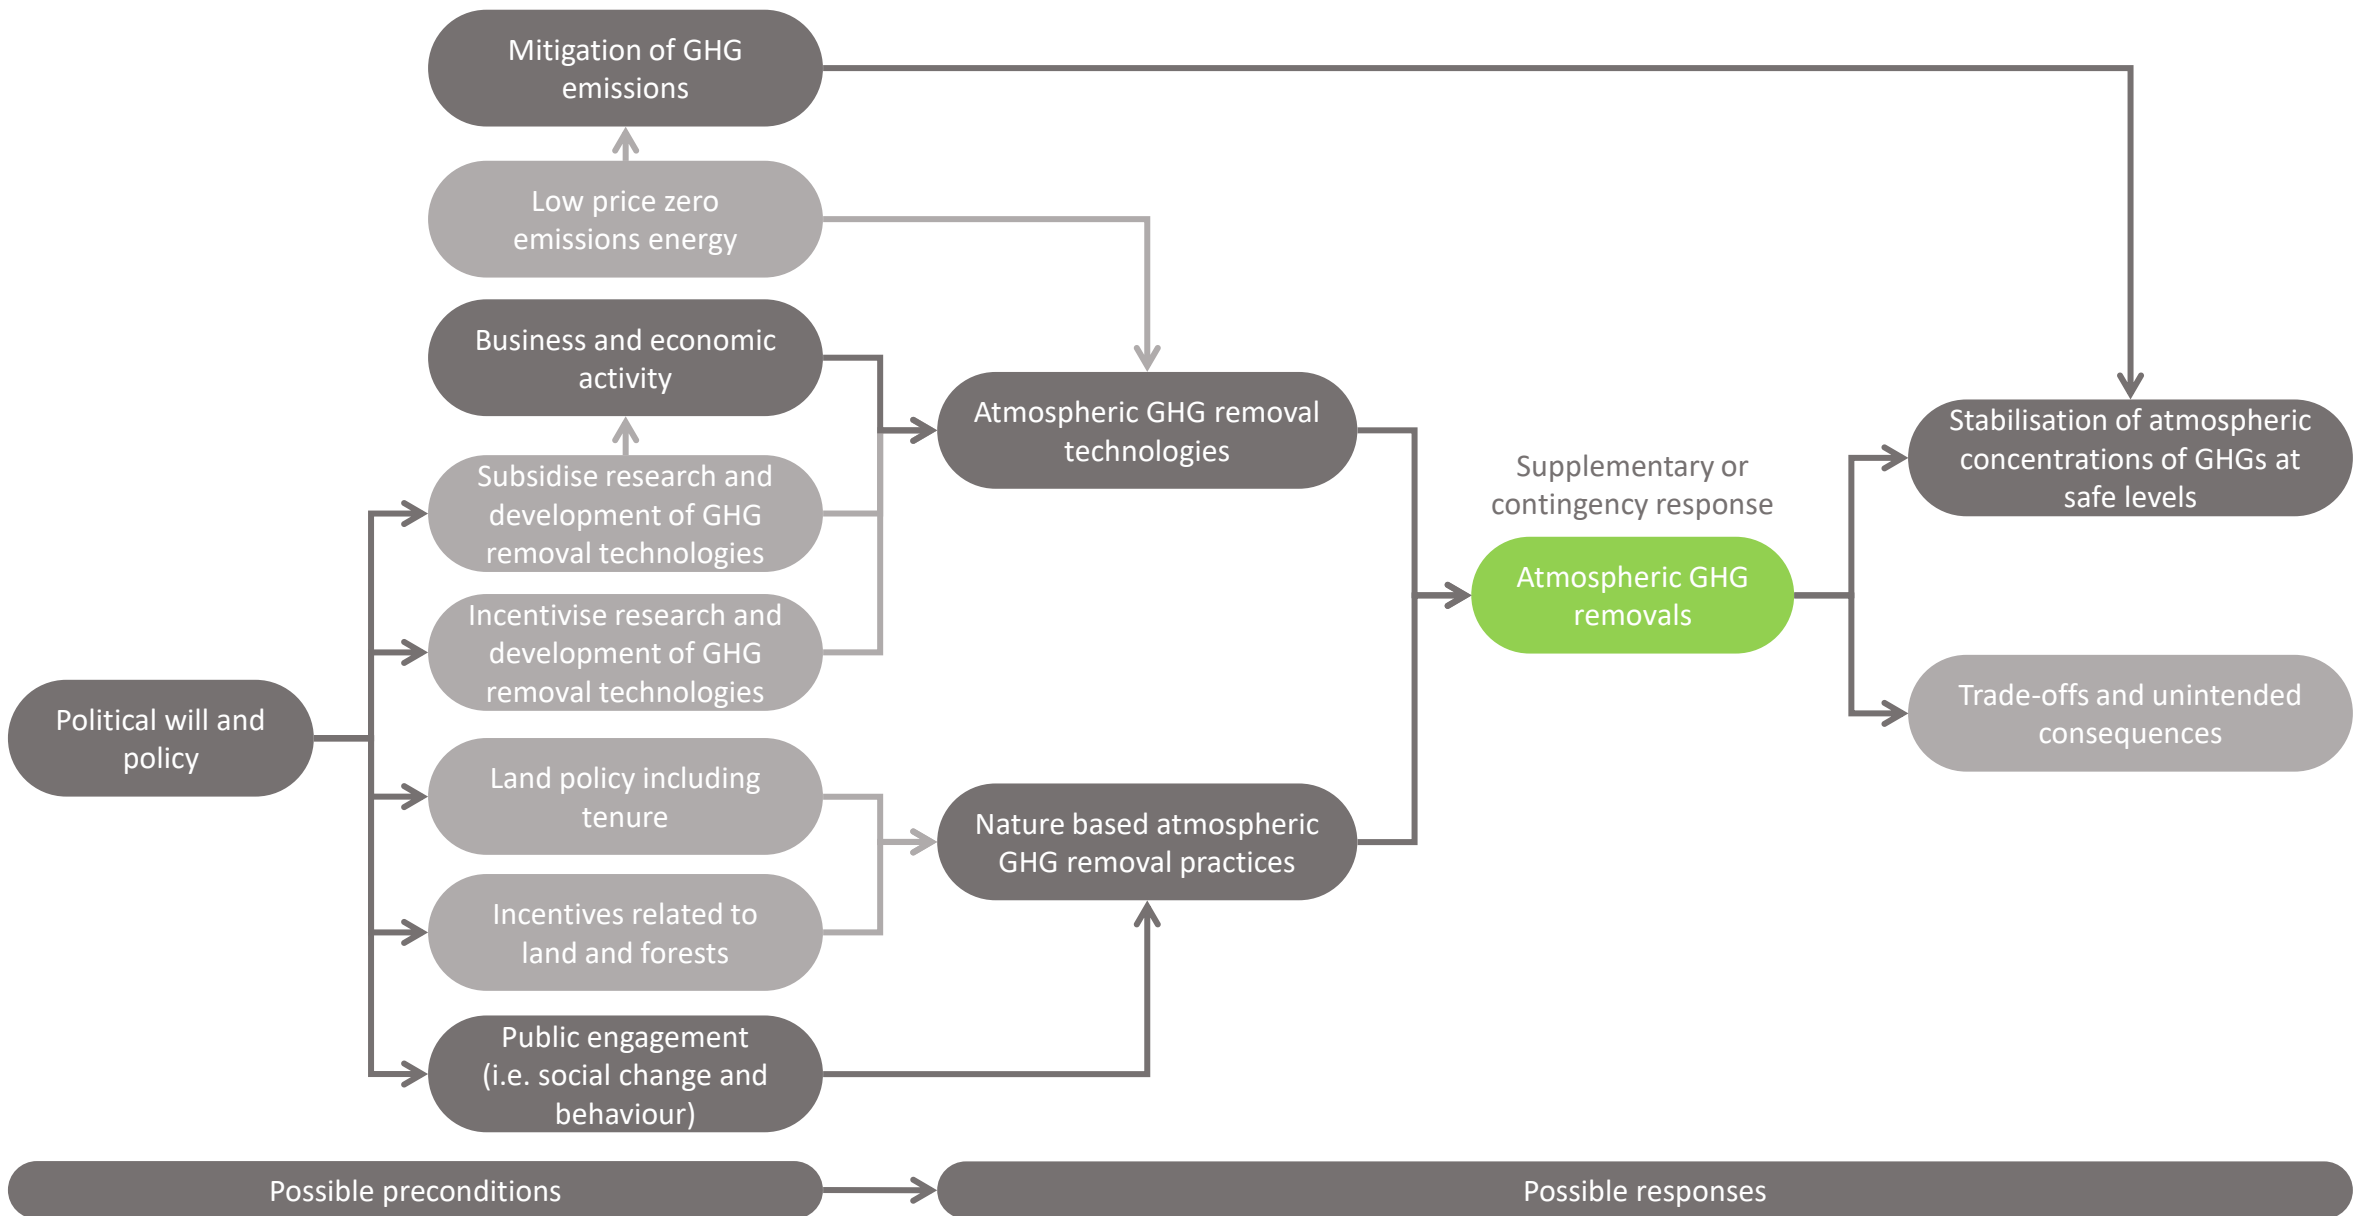 Mitigation of GHG
emissions
Low price zero
emissions energy
Business and economic
activity
Subsidise research and
development of GHG
removal technologies
Incentivise research and
development of GHG
removal technologies
Political will and
policy
Land policy including
tenure
Incentives related to
land and forests
Public engagement
(i.e. social change and
behaviour)
Atmospheric GHG removal
technologies
Nature based atmospheric
GHG removal practices
Supplementary or
contingency response
Atmospheric GHG
removals
Stabilisation of atmospheric
concentrations of GHGs at
safe levels
Trade-offs and unintended
consequences
Possible preconditions
Possible responses